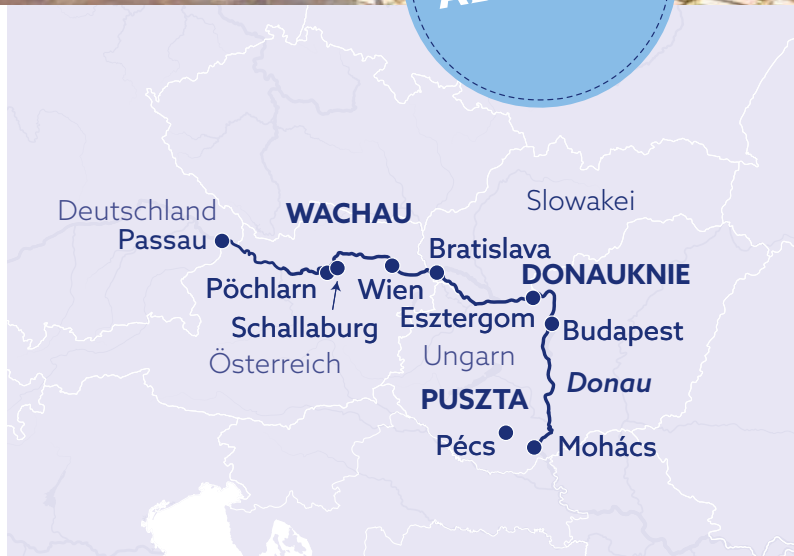 Slowakei
Deutschland
WACHAU
Passau
Bratislava
DONAUKNIE
Pöchlarn
Wien
Schallaburg
Esztergom
Budapest
Österreich
Ungarn
Donau
PUSZTA
Pécs
Mohács